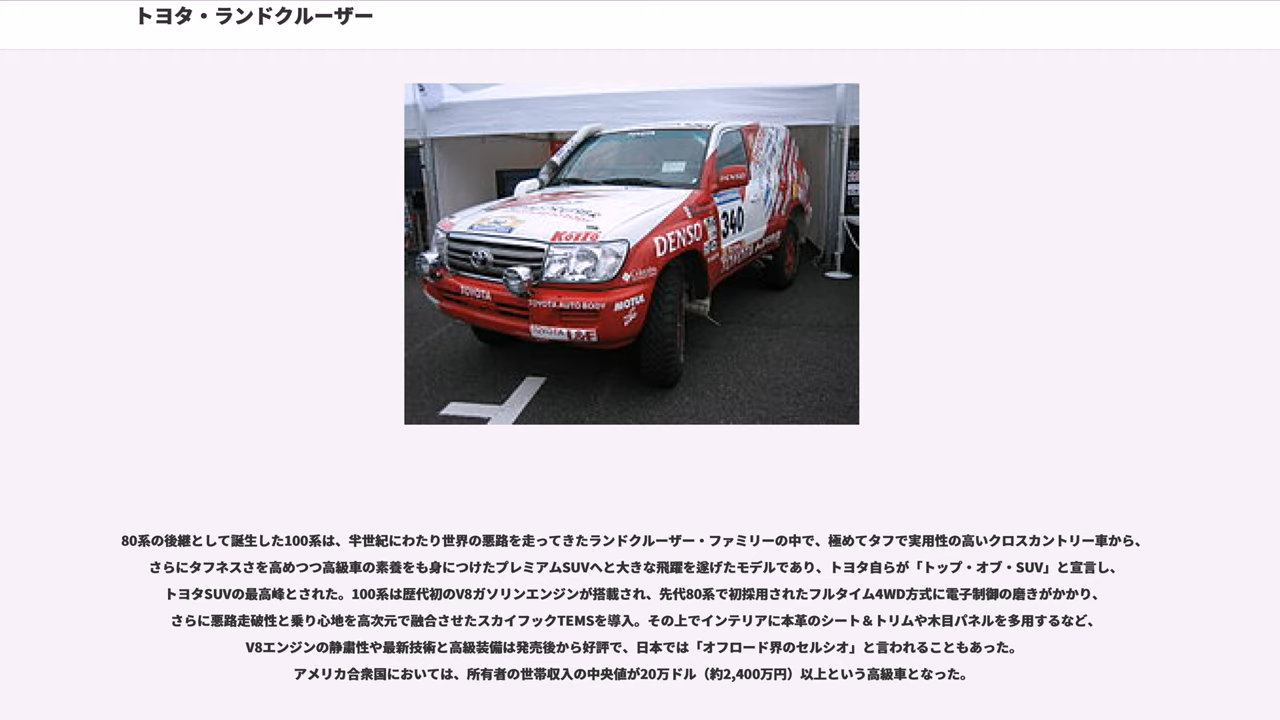 トヨタ・ランドクルーザー
DENSO
340
Kozzo
DENSO
Columbia
TOYOTA
TOYOTA AUTO BODY
MOTUL
80系の後継として誕生した100系は、半世紀にわたり世界の悪路を走ってきたランドクルーザー・ファミリーの中で、極めてタフで実用性の高いクロスカントリー車から、
さらにタフネスさを高めつつ高級車の素養をも身につけたプレミアムSUVへと大きな飛躍を遂げたモデルであり、トヨタ自らが「トップ・オブ・SUV」と宣言し、
トヨタSUVの最高峰とされた。100系は歴代初のV8ガソリンエンジンが搭載され、先代80系で初採用されたフルタイム4WD方式に電子制御の磨きがかかり、
さらに悪路走破性と乗り心地を高次元で融合させたスカイフックTEMSを導入。その上でインテリアに本革のシート＆トリムや木目パネルを多用するなど、
V8エンジンの静粛性や最新技術と高級装備は発売後から好評で、日本では「オフロード界のセルシオ」と言われることもあった。
アメリカ合衆国においては、所有者の世帯収入の中央値が20万ドル（約2,400万円）以上という高級車となった。